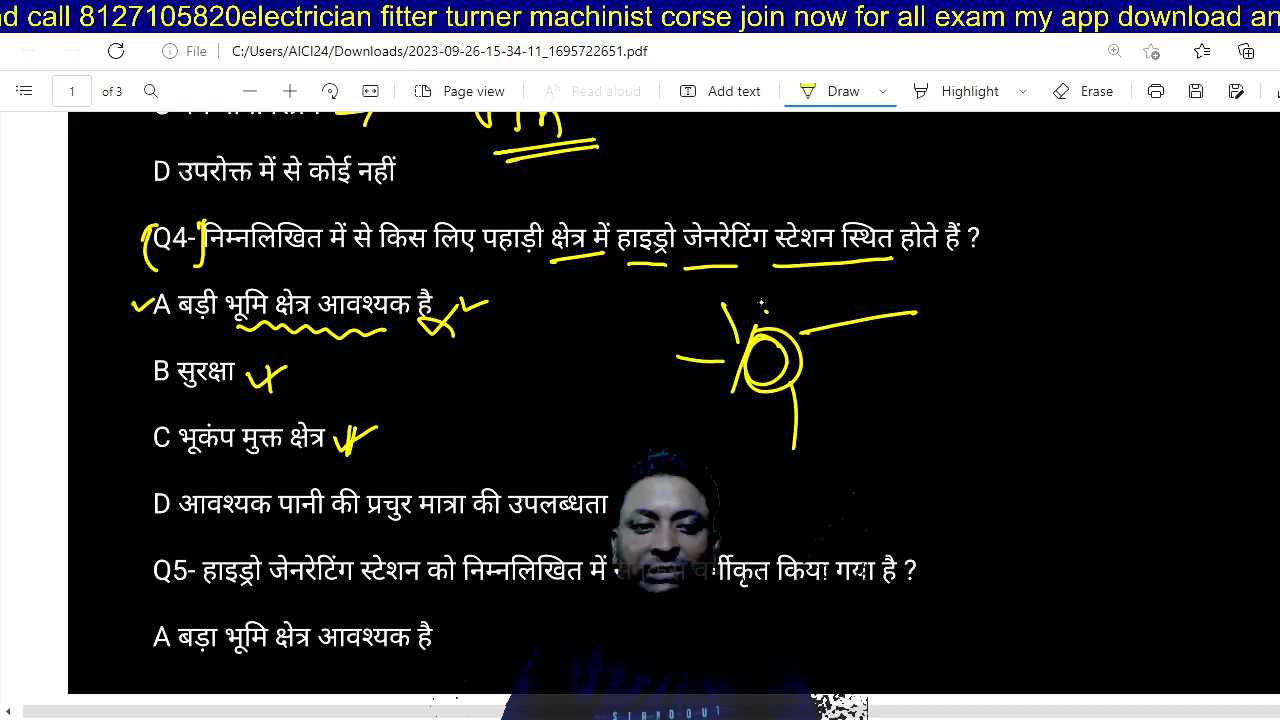 nd call 8127105820electrician fitter turner machinist corse join now for all exam my app download an
File C:/Users/AICI24/Downloads/2023-09-26-15-34-11_1695722651.pdf
1 of 3 Page view Read aloud Add text Draw Highlight Erase
D उपरोक्त में से कोई नहीं
Q4- निम्नलिखित में से किस लिए पहाड़ी क्षेत्र में हाइड्रो जेनरेटिंग स्टेशन स्थित होते हैं ?
A बड़ी भूमि क्षेत्र आवश्यक है
B सुरक्षा
C भूकंप मुक्त क्षेत्र
D आवश्यक पानी की प्रचुर मात्रा की उपलब्धता
Q5- हाइड्रो जेनरेटिंग स्टेशन को निम्नलिखित में वर्गीकृत किया गया है ?
A बड़ा भूमि क्षेत्र आवश्यक है
STANDOUT